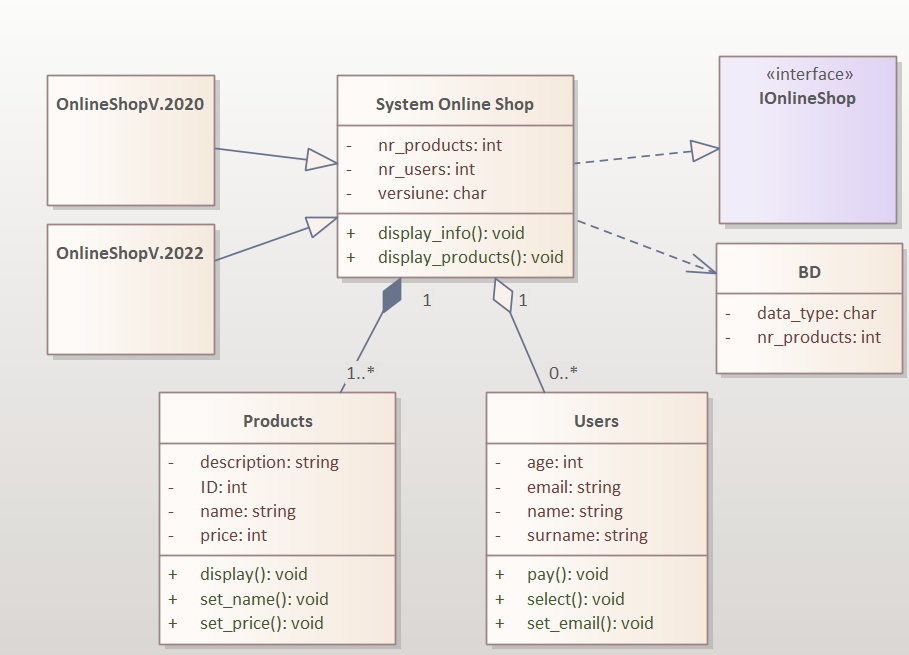 OnlineShopV.2020
OnlineShopV.2022
System Online Shop
- nr_products: int
- nr_users: int
- versiune: char
+ display_info(): void
+ display_products(): void
«interface»
IOnlineShop
BD
- data_type: char
- nr_products: int
1
1
1..*
0..*
Products
- description: string
- ID: int
- name: string
- price: int
+ display(): void
+ set_name(): void
+ set_price(): void
Users
- age: int
- email: string
- name: string
- surname: string
+ pay(): void
+ select(): void
+ set_email(): void